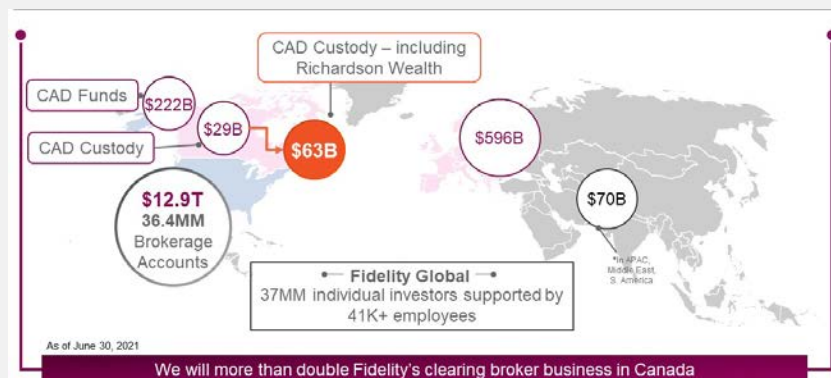 CAD Custody – including
Richardson Wealth
CAD Funds
$222B
$29B
CAD Custody
$63B
$596B
$12.9T
36.4MM
Brokerage
Accounts
$70B
*In APAC,
Middle East,
S. America
Fidelity Global
37MM individual investors supported by
41K+ employees
As of June 30, 2021
We will more than double Fidelity's clearing broker business in Canada